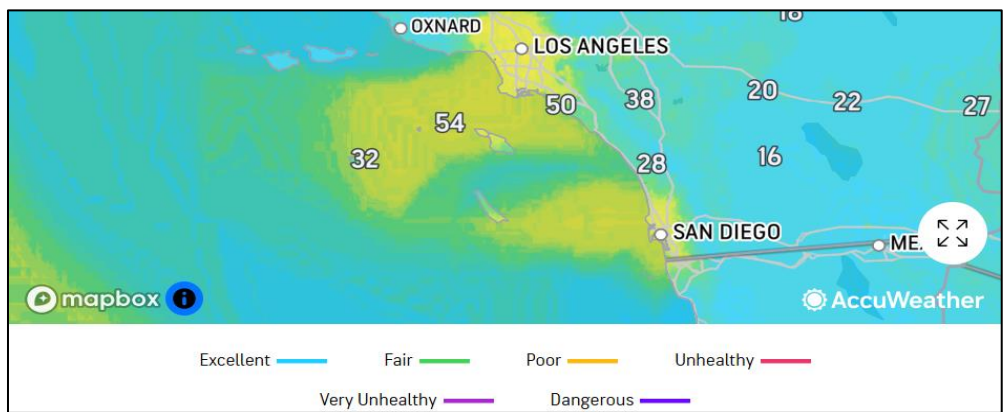 18
OXNARD
LOS ANGELES
50
38
20
22
27
54
32
28
16
SAN DIEGO
ME
mapbox i
AccuWeather
Excellent Fair Poor Unhealthy
Very Unhealthy Dangerous